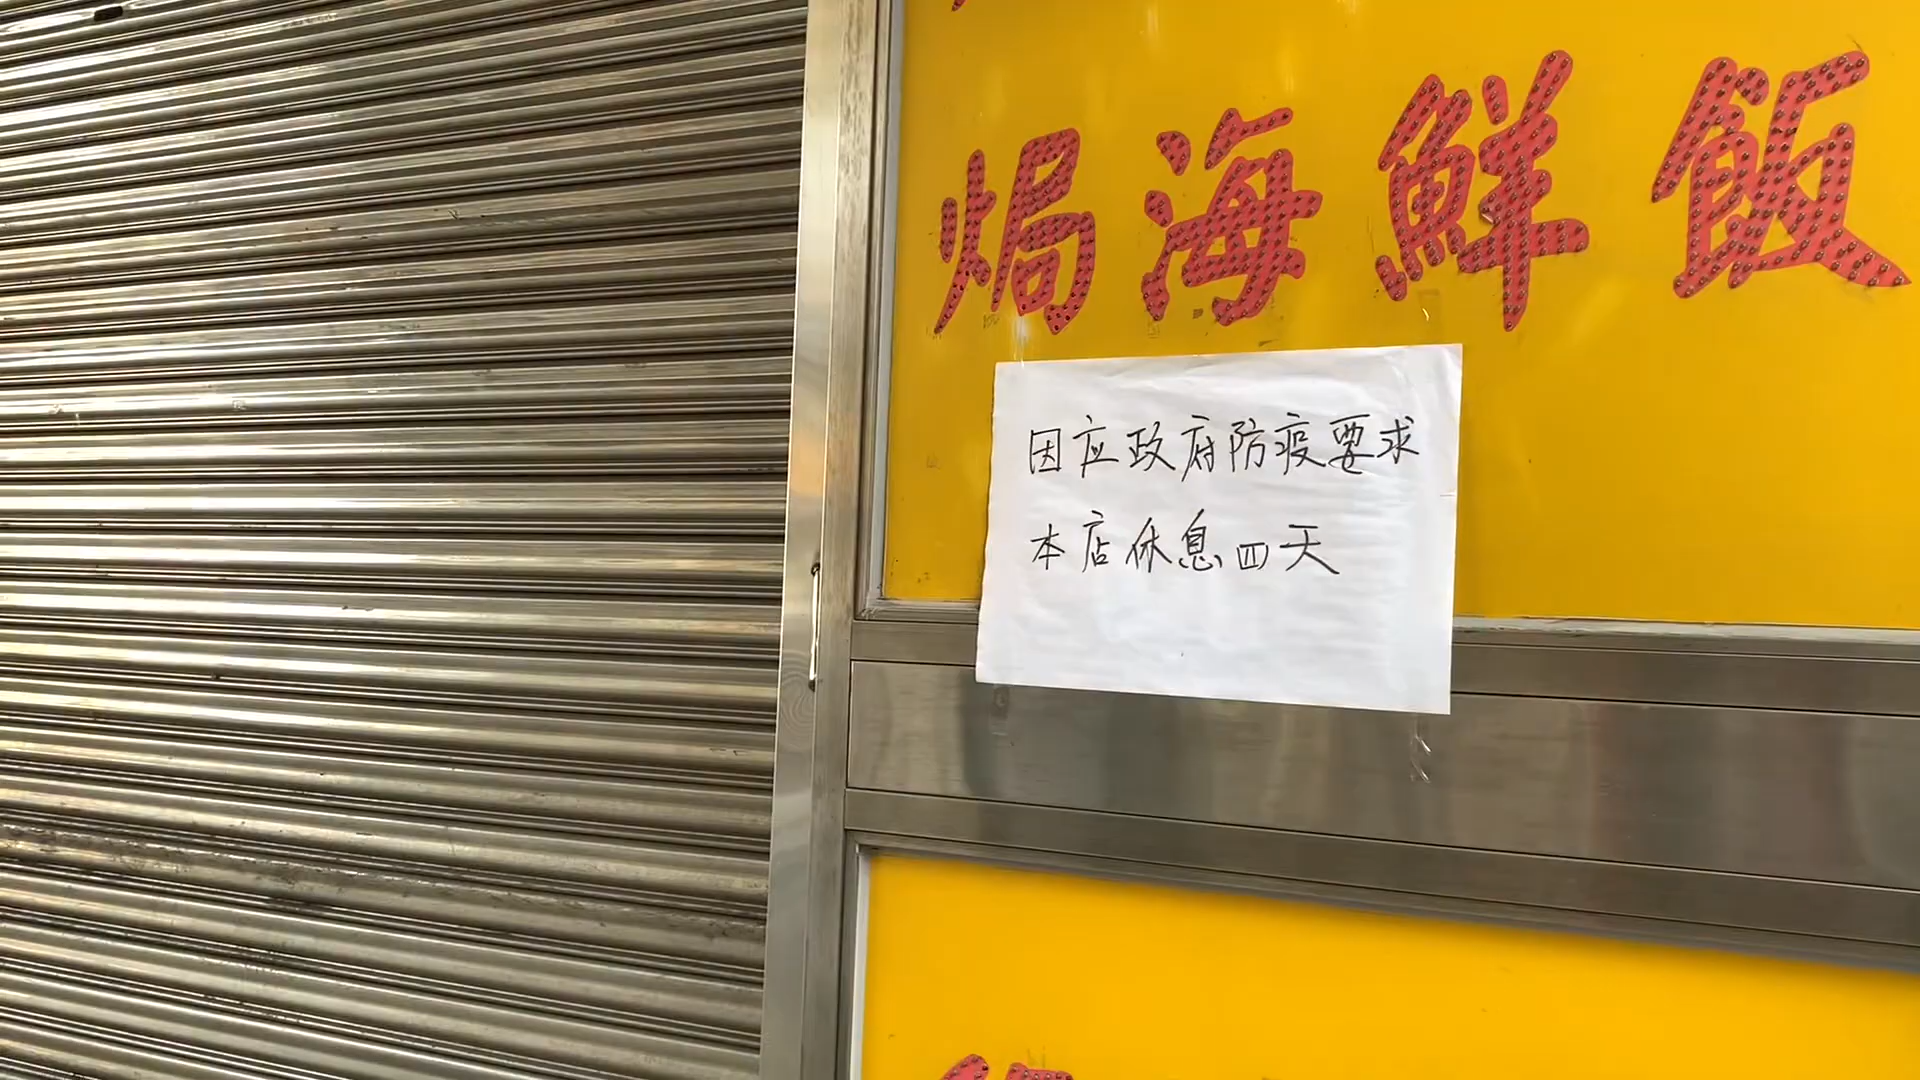 焗海鮮飯
因应政府防疫要求
本店休息四天